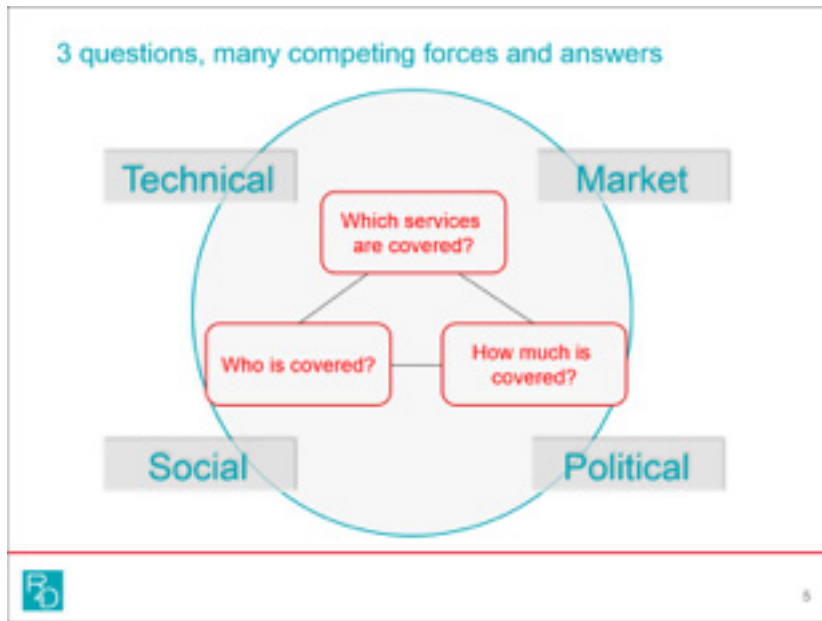 3 questions, many competing forces and answers
Technical
Market
Which services
are covered?
Who is covered?
How much is
covered?
Social
Political
R4D
5